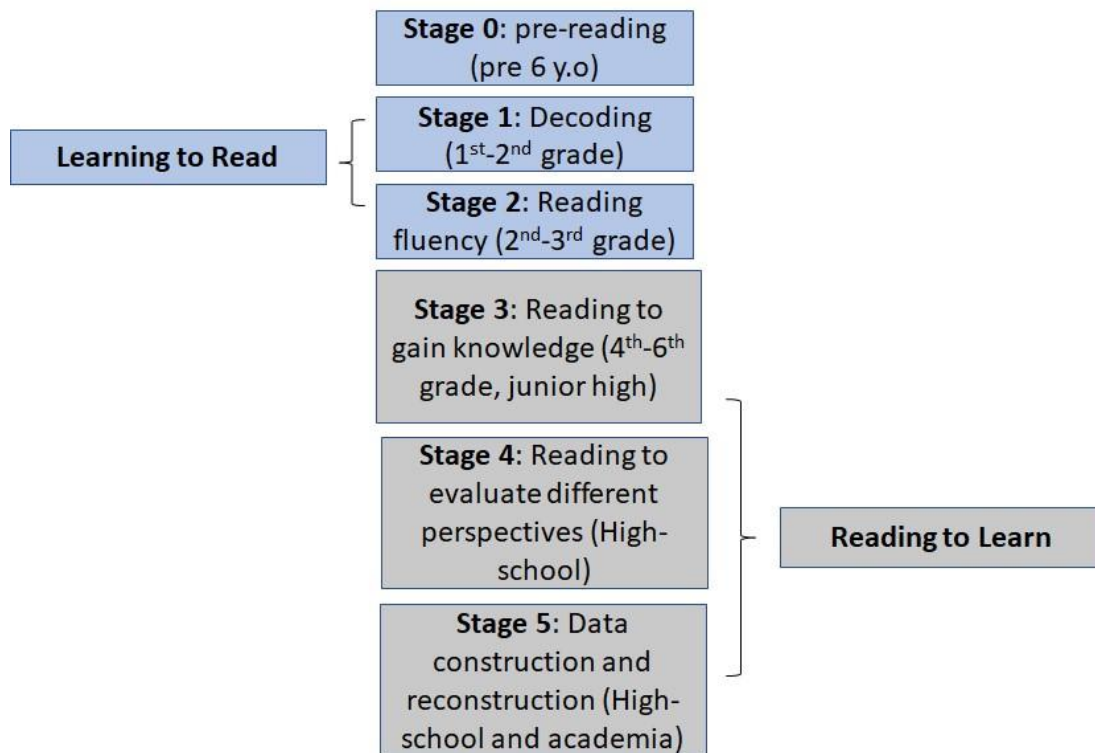 Stage 0: pre-reading
(pre 6 y.o)
Stage 1: Decoding
(1st-2nd grade)
Learning to Read
Stage 2: Reading
fluency (2nd-3rd grade)
Stage 3: Reading to
gain knowledge (4th-6th
grade, junior high)
Stage 4: Reading to
evaluate different
perspectives (High-
school)
Reading to Learn
Stage 5: Data
construction and
reconstruction (High-
school and academia)